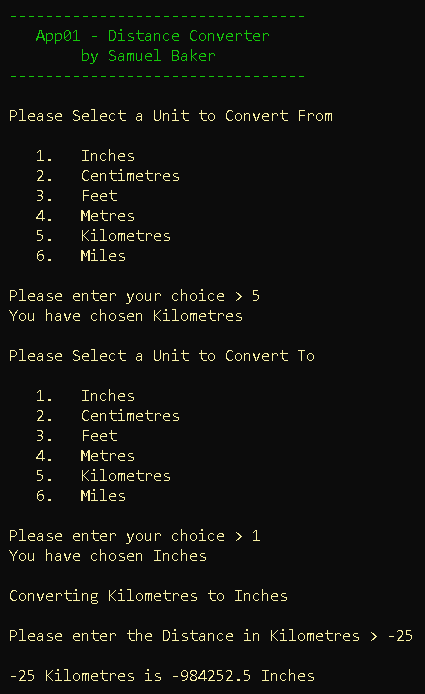 ---------------------------------
App01 - Distance Converter
by Samuel Baker
---------------------------------
Please Select a Unit to Convert From
1. Inches
2. Centimetres
3. Feet
4. Metres
5. Kilometres
6. Miles
Please enter your choice > 5
You have chosen Kilometres
Please Select a Unit to Convert To
1. Inches
2. Centimetres
3. Feet
4. Metres
5. Kilometres
6. Miles
Please enter your choice > 1
You have chosen Inches
Converting Kilometres to Inches
Please enter the Distance in Kilometres > -25
-25 Kilometres is -984252.5 Inches